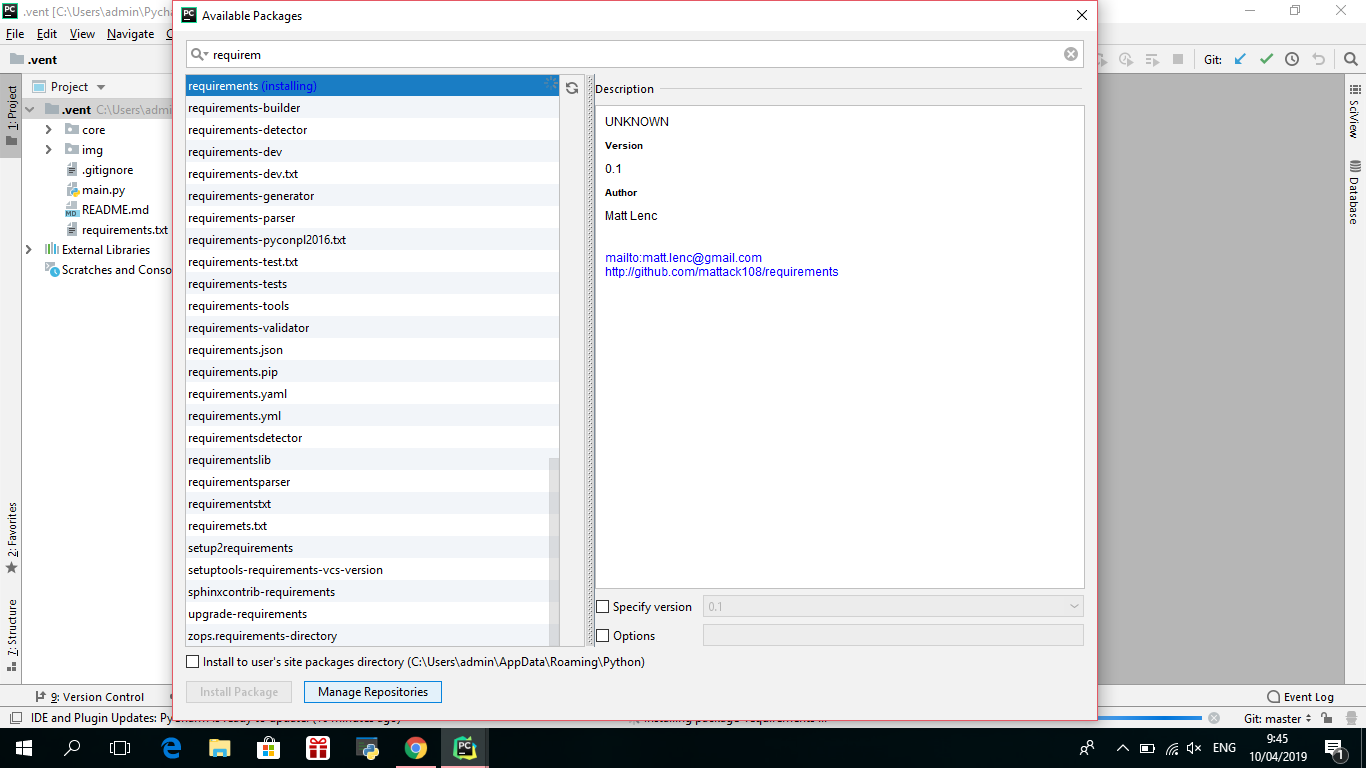 .vent [C:\Users\admin\Pycha
Available Packages
File Edit View Navigate
.vent
requirem
Git:
Project
.vent C:\Users\admi
core
img
.gitignore
main.py
README.md
requirements.txt
External Libraries
Scratches and Conso
1: Project
2: Favorites
7: Structure
requirements (installing)
requirements-builder
requirements-detector
requirements-dev
requirements-dev.txt
requirements-generator
requirements-parser
requirements-pyconpl2016.txt
requirements-test.txt
requirements-tests
requirements-tools
requirements-validator
requirements.json
requirements.pip
requirements.yaml
requirements.yml
requirementsdetector
requirementslib
requirementsparser
requirementstxt
requiremets.txt
setup2requirements
setuptools-requirements-vcs-version
sphinxcontrib-requirements
upgrade-requirements
zops.requirements-directory
Description
UNKNOWN
Version
0.1
Author
Matt Lenc
mailto:matt.lenc@gmail.com
http://github.com/mattack108/requirements
Specify version 0.1
Options
Install to user's site packages directory (C:\Users\admin\AppData\Roaming\Python)
Install Package Manage Repositories
SciView
Database
9: Version Control
Event Log
IDE and Plugin Updates:
Git: master
ENG
9:45
10/04/2019
1